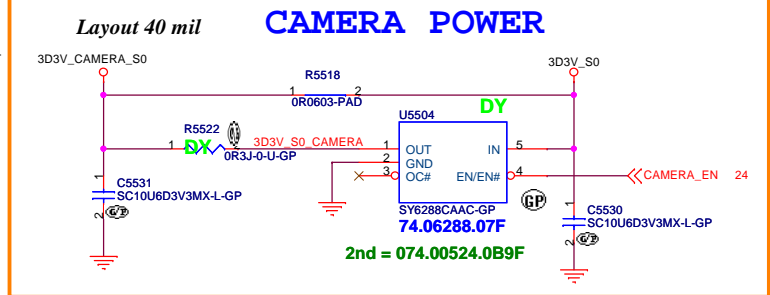 Layout 40 mil
CAMERA POWER
3D3V_CAMERA_S0
3D3V_S0
R5518
1 2
0R0603-PAD
DY
U5504
R5522
1 DY 2
3D3V_S0_CAMERA
0R3J-0-U-GP
1 OUT
2 GND
3 OC#
IN 5
EN/EN# 4
CAMERA_EN 24
SY6288CAAC-GP
GP
74.06288.07F
2nd = 074.00524.0B9F
1
C5531
SC10U6D3V3MX-L-GP
2
G/P
1
C5530
SC10U6D3V3MX-L-GP
2
G/P